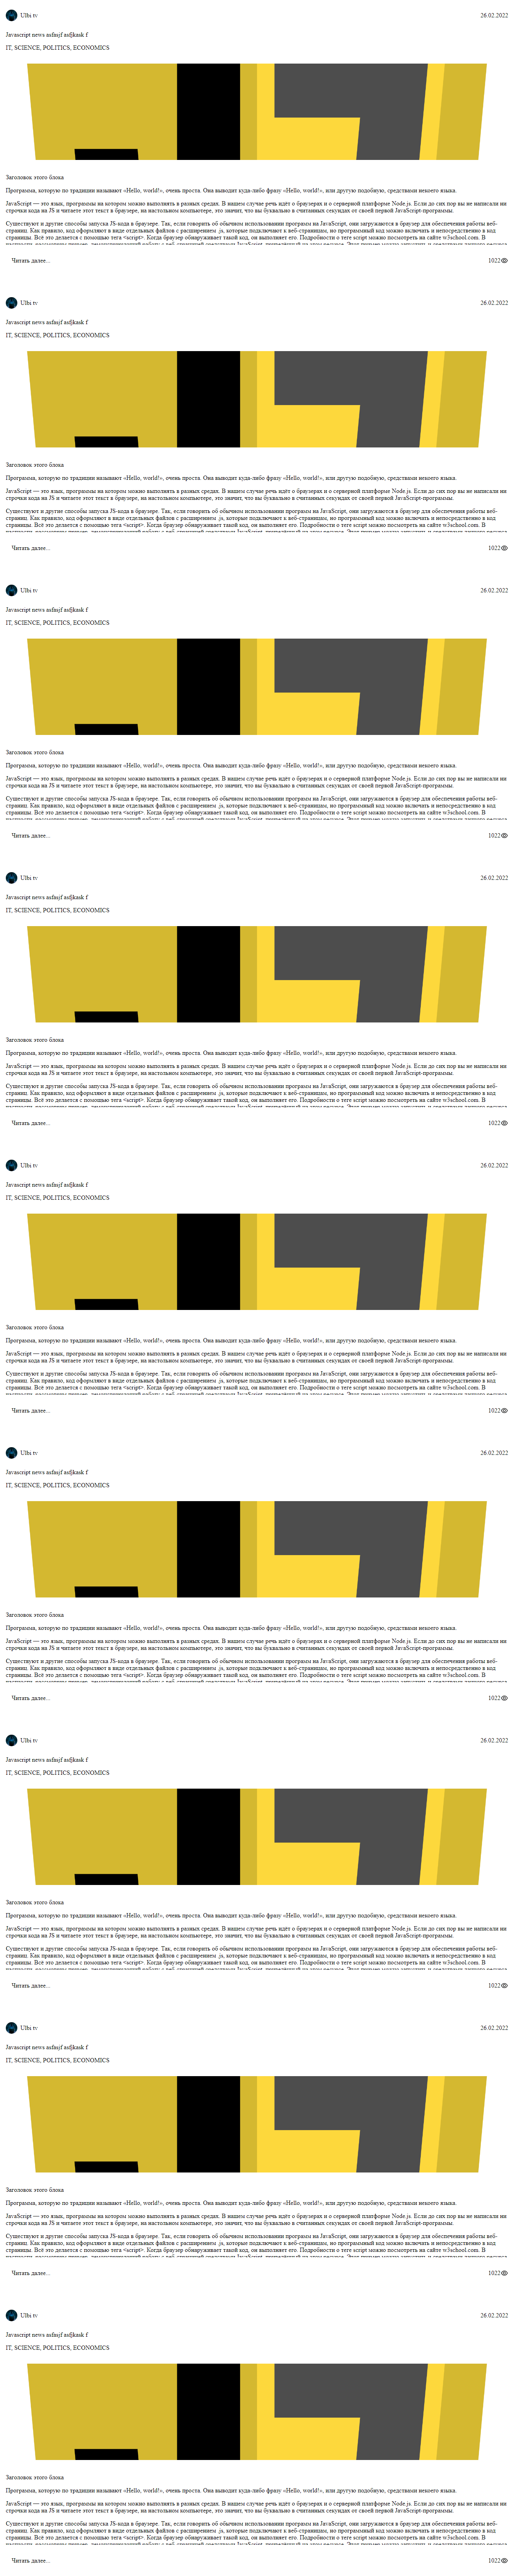 Ulbi tv 26.02.2022
Javascript news asfasjf asfjkask f
IT, SCIENCE, POLITICS, ECONOMICS
Заголовок этого блока
Программа, которую по традиции называют «Hello, world!», очень проста. Она выводит куда-либо фразу «Hello, world!», или другую подобную, средствами некоего языка.
JavaScript — это язык, программы на котором можно выполнять в разных средах. В нашем случае речь идёт о браузерах и о серверной платформе Node.js. Если до сих пор вы не написали ни
строчки кода на JS и читаете этот текст в браузере, на настольном компьютере, это значит, что вы буквально в считанных секундах от своей первой JavaScript-программы.
Существуют и другие способы запуска JS-кода в браузере. Так, если говорить об обычном использовании программ на JavaScript, они загружаются в браузер для обеспечения работы веб-
страниц. Как правило, код оформляют в виде отдельных файлов с расширением .js, которые подключают к веб-страницам, но программный код можно включать и непосредственно в код
страницы. Всё это делается с помощью тега <script>. Когда браузер обнаруживает такой код, он выполняет его. Подробности о теге script можно посмотреть на сайте w3school.com. В
Читать далее... 1022
Ulbi tv 26.02.2022
Javascript news asfasjf asfjkask f
IT, SCIENCE, POLITICS, ECONOMICS
Заголовок этого блока
Программа, которую по традиции называют «Hello, world!», очень проста. Она выводит куда-либо фразу «Hello, world!», или другую подобную, средствами некоего языка.
JavaScript — это язык, программы на котором можно выполнять в разных средах. В нашем случае речь идёт о браузерах и о серверной платформе Node.js. Если до сих пор вы не написали ни
строчки кода на JS и читаете этот текст в браузере, на настольном компьютере, это значит, что вы буквально в считанных секундах от своей первой JavaScript-программы.
Существуют и другие способы запуска JS-кода в браузере. Так, если говорить об обычном использовании программ на JavaScript, они загружаются в браузер для обеспечения работы веб-
страниц. Как правило, код оформляют в виде отдельных файлов с расширением .js, которые подключают к веб-страницам, но программный код можно включать и непосредственно в код
страницы. Всё это делается с помощью тега <script>. Когда браузер обнаруживает такой код, он выполняет его. Подробности о теге script можно посмотреть на сайте w3school.com. В
Читать далее... 1022
Ulbi tv 26.02.2022
Javascript news asfasjf asfjkask f
IT, SCIENCE, POLITICS, ECONOMICS
Заголовок этого блока
Программа, которую по традиции называют «Hello, world!», очень проста. Она выводит куда-либо фразу «Hello, world!», или другую подобную, средствами некоего языка.
JavaScript — это язык, программы на котором можно выполнять в разных средах. В нашем случае речь идёт о браузерах и о серверной платформе Node.js. Если до сих пор вы не написали ни
строчки кода на JS и читаете этот текст в браузере, на настольном компьютере, это значит, что вы буквально в считанных секундах от своей первой JavaScript-программы.
Существуют и другие способы запуска JS-кода в браузере. Так, если говорить об обычном использовании программ на JavaScript, они загружаются в браузер для обеспечения работы веб-
страниц. Как правило, код оформляют в виде отдельных файлов с расширением .js, которые подключают к веб-страницам, но программный код можно включать и непосредственно в код
страницы. Всё это делается с помощью тега <script>. Когда браузер обнаруживает такой код, он выполняет его. Подробности о теге script можно посмотреть на сайте w3school.com. В
Читать далее... 1022
Ulbi tv 26.02.2022
Javascript news asfasjf asfjkask f
IT, SCIENCE, POLITICS, ECONOMICS
Заголовок этого блока
Программа, которую по традиции называют «Hello, world!», очень проста. Она выводит куда-либо фразу «Hello, world!», или другую подобную, средствами некоего языка.
JavaScript — это язык, программы на котором можно выполнять в разных средах. В нашем случае речь идёт о браузерах и о серверной платформе Node.js. Если до сих пор вы не написали ни
строчки кода на JS и читаете этот текст в браузере, на настольном компьютере, это значит, что вы буквально в считанных секундах от своей первой JavaScript-программы.
Существуют и другие способы запуска JS-кода в браузере. Так, если говорить об обычном использовании программ на JavaScript, они загружаются в браузер для обеспечения работы веб-
страниц. Как правило, код оформляют в виде отдельных файлов с расширением .js, которые подключают к веб-страницам, но программный код можно включать и непосредственно в код
страницы. Всё это делается с помощью тега <script>. Когда браузер обнаруживает такой код, он выполняет его. Подробности о теге script можно посмотреть на сайте w3school.com. В
Читать далее... 1022
Ulbi tv 26.02.2022
Javascript news asfasjf asfjkask f
IT, SCIENCE, POLITICS, ECONOMICS
Заголовок этого блока
Программа, которую по традиции называют «Hello, world!», очень проста. Она выводит куда-либо фразу «Hello, world!», или другую подобную, средствами некоего языка.
JavaScript — это язык, программы на котором можно выполнять в разных средах. В нашем случае речь идёт о браузерах и о серверной платформе Node.js. Если до сих пор вы не написали ни
строчки кода на JS и читаете этот текст в браузере, на настольном компьютере, это значит, что вы буквально в считанных секундах от своей первой JavaScript-программы.
Существуют и другие способы запуска JS-кода в браузере. Так, если говорить об обычном использовании программ на JavaScript, они загружаются в браузер для обеспечения работы веб-
страниц. Как правило, код оформляют в виде отдельных файлов с расширением .js, которые подключают к веб-страницам, но программный код можно включать и непосредственно в код
страницы. Всё это делается с помощью тега <script>. Когда браузер обнаруживает такой код, он выполняет его. Подробности о теге script можно посмотреть на сайте w3school.com. В
Читать далее... 1022
Ulbi tv 26.02.2022
Javascript news asfasjf asfjkask f
IT, SCIENCE, POLITICS, ECONOMICS
Заголовок этого блока
Программа, которую по традиции называют «Hello, world!», очень проста. Она выводит куда-либо фразу «Hello, world!», или другую подобную, средствами некоего языка.
JavaScript — это язык, программы на котором можно выполнять в разных средах. В нашем случае речь идёт о браузерах и о серверной платформе Node.js. Если до сих пор вы не написали ни
строчки кода на JS и читаете этот текст в браузере, на настольном компьютере, это значит, что вы буквально в считанных секундах от своей первой JavaScript-программы.
Существуют и другие способы запуска JS-кода в браузере. Так, если говорить об обычном использовании программ на JavaScript, они загружаются в браузер для обеспечения работы веб-
страниц. Как правило, код оформляют в виде отдельных файлов с расширением .js, которые подключают к веб-страницам, но программный код можно включать и непосредственно в код
страницы. Всё это делается с помощью тега <script>. Когда браузер обнаруживает такой код, он выполняет его. Подробности о теге script можно посмотреть на сайте w3school.com. В
Читать далее... 1022
Ulbi tv 26.02.2022
Javascript news asfasjf asfjkask f
IT, SCIENCE, POLITICS, ECONOMICS
Заголовок этого блока
Программа, которую по традиции называют «Hello, world!», очень проста. Она выводит куда-либо фразу «Hello, world!», или другую подобную, средствами некоего языка.
JavaScript — это язык, программы на котором можно выполнять в разных средах. В нашем случае речь идёт о браузерах и о серверной платформе Node.js. Если до сих пор вы не написали ни
строчки кода на JS и читаете этот текст в браузере, на настольном компьютере, это значит, что вы буквально в считанных секундах от своей первой JavaScript-программы.
Существуют и другие способы запуска JS-кода в браузере. Так, если говорить об обычном использовании программ на JavaScript, они загружаются в браузер для обеспечения работы веб-
страниц. Как правило, код оформляют в виде отдельных файлов с расширением .js, которые подключают к веб-страницам, но программный код можно включать и непосредственно в код
страницы. Всё это делается с помощью тега <script>. Когда браузер обнаруживает такой код, он выполняет его. Подробности о теге script можно посмотреть на сайте w3school.com. В
Читать далее... 1022
Ulbi tv 26.02.2022
Javascript news asfasjf asfjkask f
IT, SCIENCE, POLITICS, ECONOMICS
Заголовок этого блока
Программа, которую по традиции называют «Hello, world!», очень проста. Она выводит куда-либо фразу «Hello, world!», или другую подобную, средствами некоего языка.
JavaScript — это язык, программы на котором можно выполнять в разных средах. В нашем случае речь идёт о браузерах и о серверной платформе Node.js. Если до сих пор вы не написали ни
строчки кода на JS и читаете этот текст в браузере, на настольном компьютере, это значит, что вы буквально в считанных секундах от своей первой JavaScript-программы.
Существуют и другие способы запуска JS-кода в браузере. Так, если говорить об обычном использовании программ на JavaScript, они загружаются в браузер для обеспечения работы веб-
страниц. Как правило, код оформляют в виде отдельных файлов с расширением .js, которые подключают к веб-страницам, но программный код можно включать и непосредственно в код
страницы. Всё это делается с помощью тега <script>. Когда браузер обнаруживает такой код, он выполняет его. Подробности о теге script можно посмотреть на сайте w3school.com. В
Читать далее... 1022
Ulbi tv 26.02.2022
Javascript news asfasjf asfjkask f
IT, SCIENCE, POLITICS, ECONOMICS
Заголовок этого блока
Программа, которую по традиции называют «Hello, world!», очень проста. Она выводит куда-либо фразу «Hello, world!», или другую подобную, средствами некоего языка.
JavaScript — это язык, программы на котором можно выполнять в разных средах. В нашем случае речь идёт о браузерах и о серверной платформе Node.js. Если до сих пор вы не написали ни
строчки кода на JS и читаете этот текст в браузере, на настольном компьютере, это значит, что вы буквально в считанных секундах от своей первой JavaScript-программы.
Существуют и другие способы запуска JS-кода в браузере. Так, если говорить об обычном использовании программ на JavaScript, они загружаются в браузер для обеспечения работы веб-
страниц. Как правило, код оформляют в виде отдельных файлов с расширением .js, которые подключают к веб-страницам, но программный код можно включать и непосредственно в код
страницы. Всё это делается с помощью тега <script>. Когда браузер обнаруживает такой код, он выполняет его. Подробности о теге script можно посмотреть на сайте w3school.com. В
Читать далее... 1022